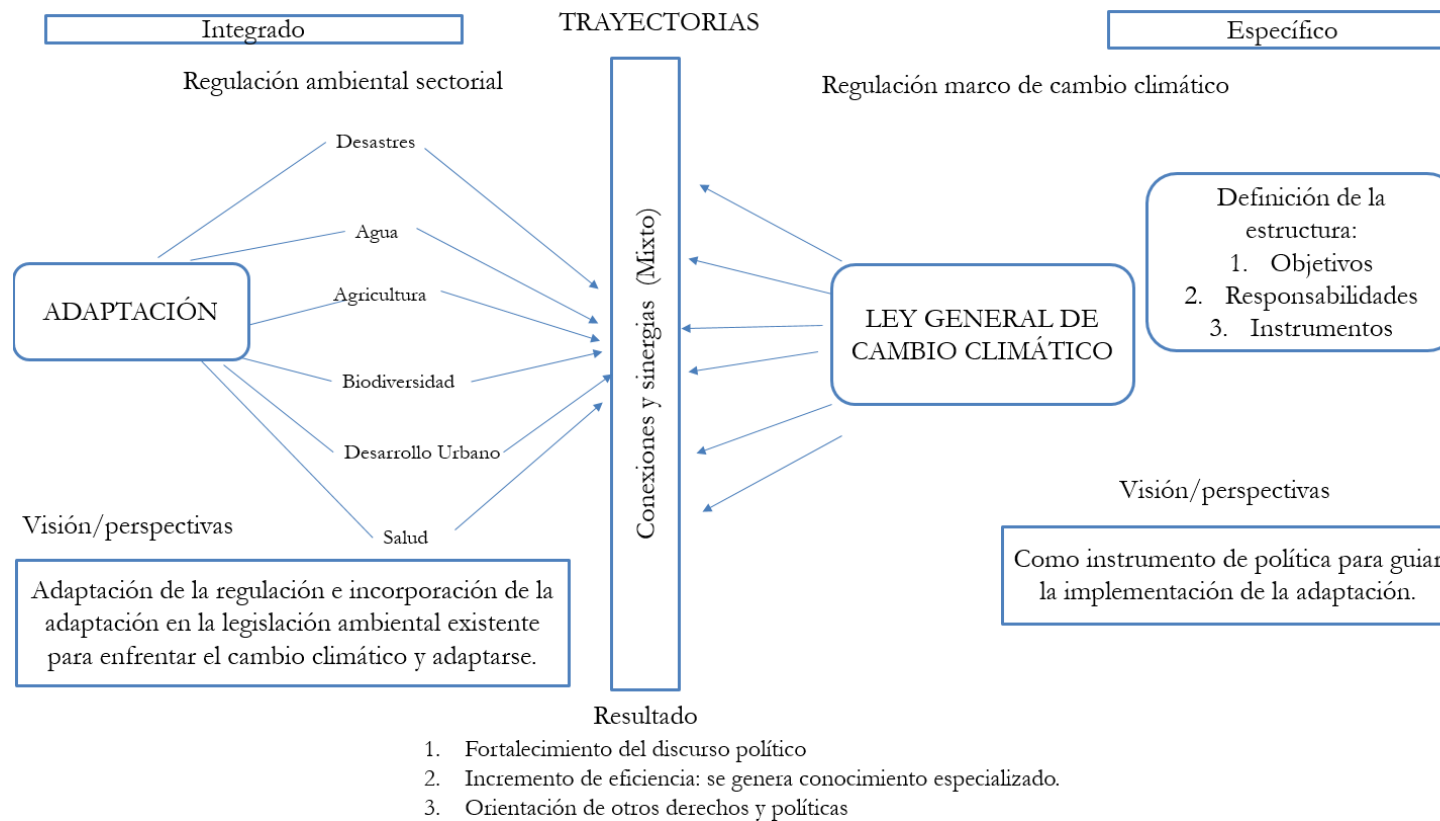 TRAYECTORIAS
Integrado
Regulación ambiental sectorial
Desastres
Agua
Agricultura
Biodiversidad
Desarrollo Urbano
Salud
ADAPTACIÓN
Visión/perspectivas
Adaptación de la regulación e incorporación de la
adaptación en la legislación ambiental existente
para enfrentar el cambio climático y adaptarse.
Conexiones y sinergias (Mixto)
Específico
Regulación marco de cambio climático
LEY GENERAL DE
CAMBIO CLIMÁTICO
Definición de la
estructura:
1. Objetivos
2. Responsabilidades
3. Instrumentos
Visión/perspectivas
Como instrumento de política para guiar
la implementación de la adaptación.
Resultado
1. Fortalecimiento del discurso político
2. Incremento de eficiencia: se genera conocimiento especializado.
3. Orientación de otros derechos y políticas